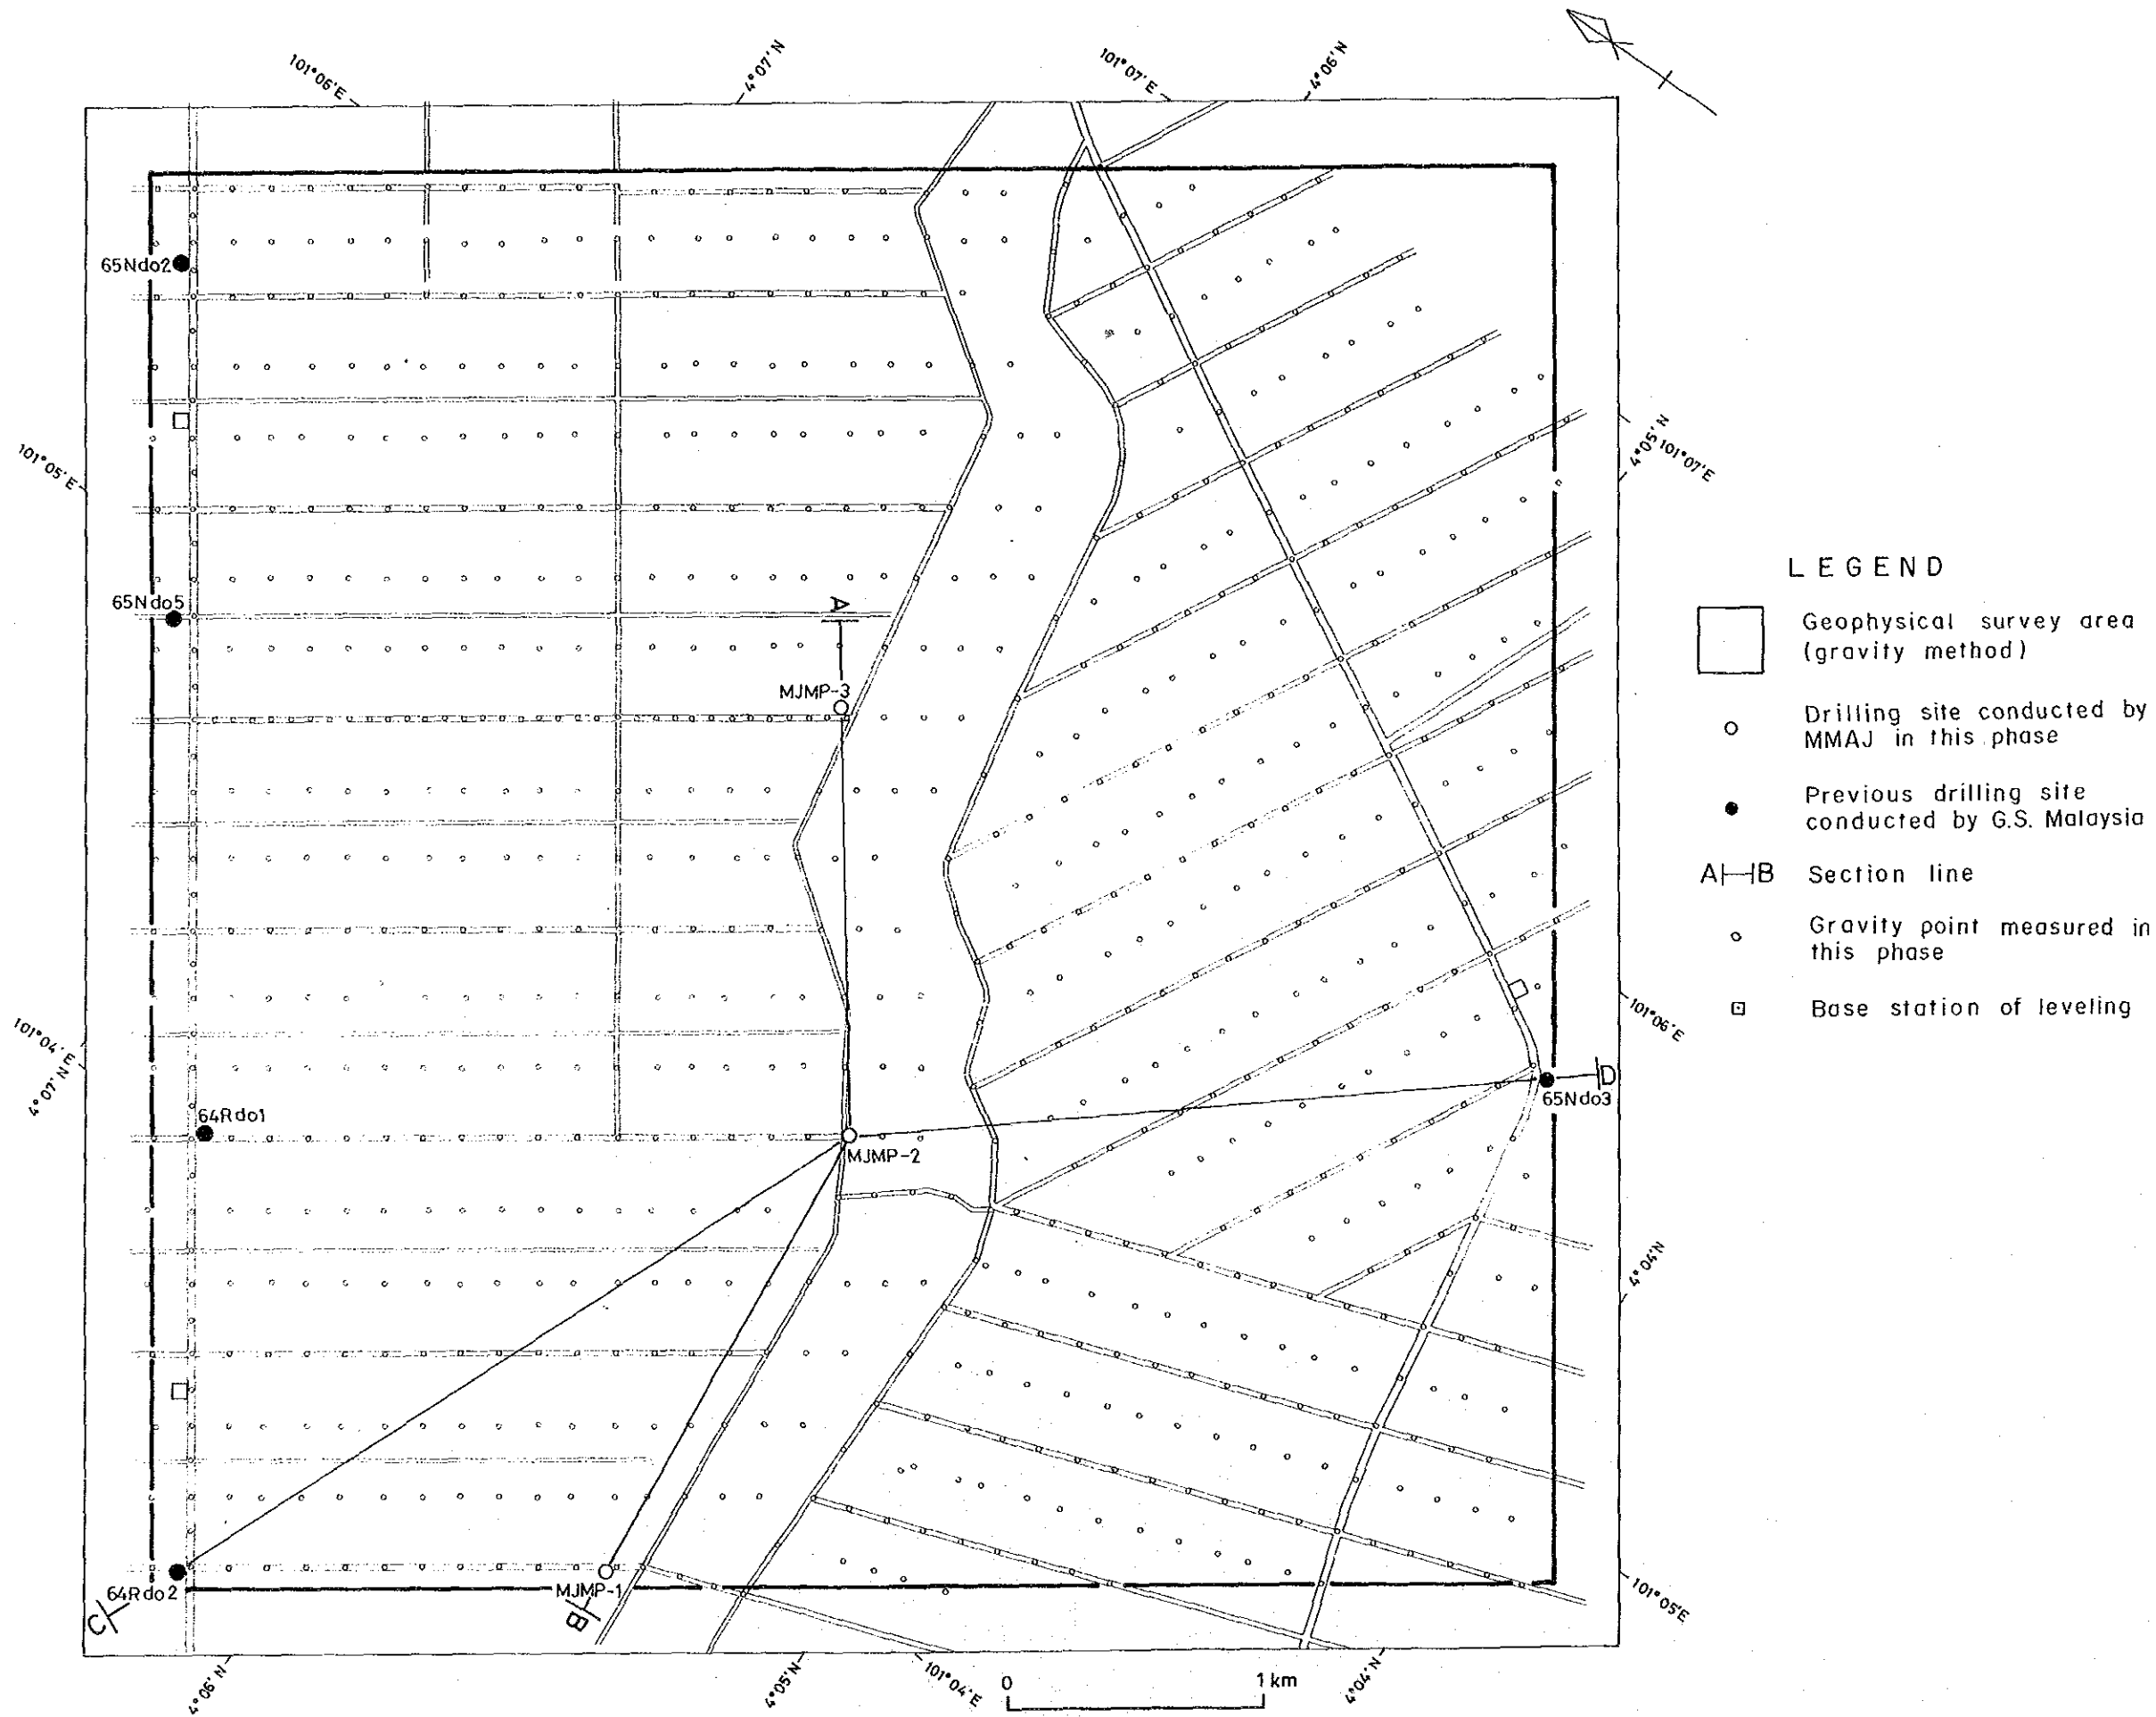 101°06'E
4°07'N
101°07'E
4°06'N
65Ndo2
101°05'E
4°05'N
101°07'E
65Ndo5
A
MJMP-3
LEGEND
Geophysical survey area
(gravity method)
Drilling site conducted by
MMAJ in this phase
Previous drilling site
conducted by G.S. Malaysia
A B Section line
Gravity point measured in
this phase
Base station of leveling
101°04'E
4°07'N
101°06'E
D
65Ndo3
64Rdo1
MJMP-2
4°04'N
64Rdo2
C
MJMP-1
B
101°05'E
4°06'N
4°05'N
101°04'E
0 1km
4°04'N